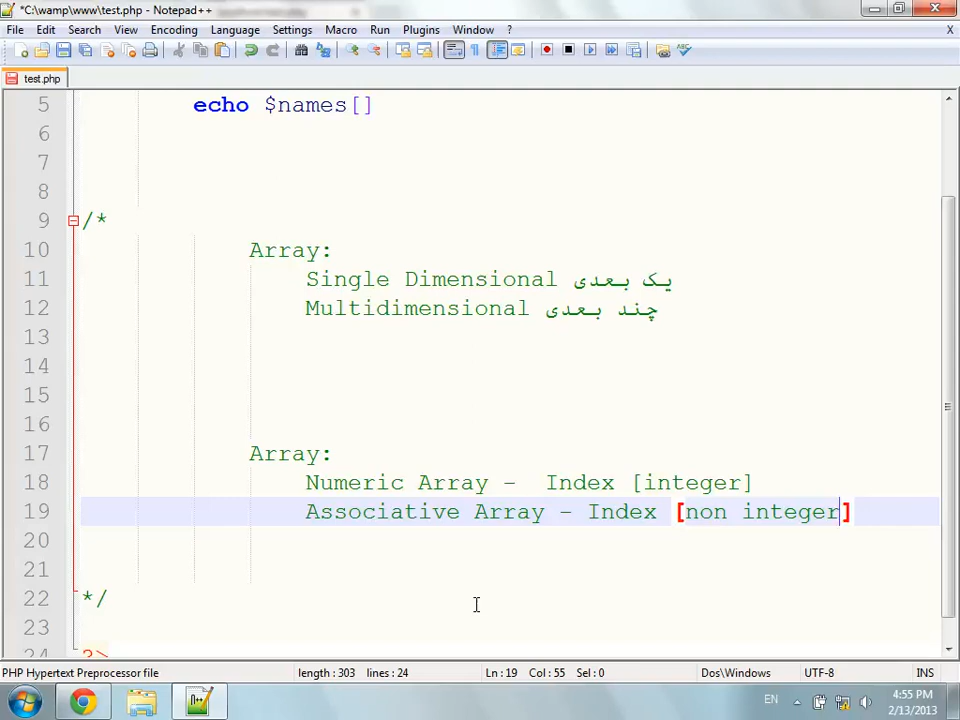 *C:\wamp\www\test.php - Notepad++
File Edit Search View Encoding Language Settings Macro Run Plugins Window ? X
test.php
5 echo $names[]
6
7
8
9 /*
10 Array:
11 Single Dimensional یک بعدی
12 Multidimensional چند بعدی
13
14
15
16
17 Array:
18 Numeric Array - Index [integer]
19 Associative Array - Index [non integer]
20
21
22 */
23
24 ?>
PHP Hypertext Preprocessor file length : 303 lines : 24 Ln : 19 Col : 55 Sel : 0 Dos\Windows UTF-8 INS
EN 4:55 PM
2/13/2013